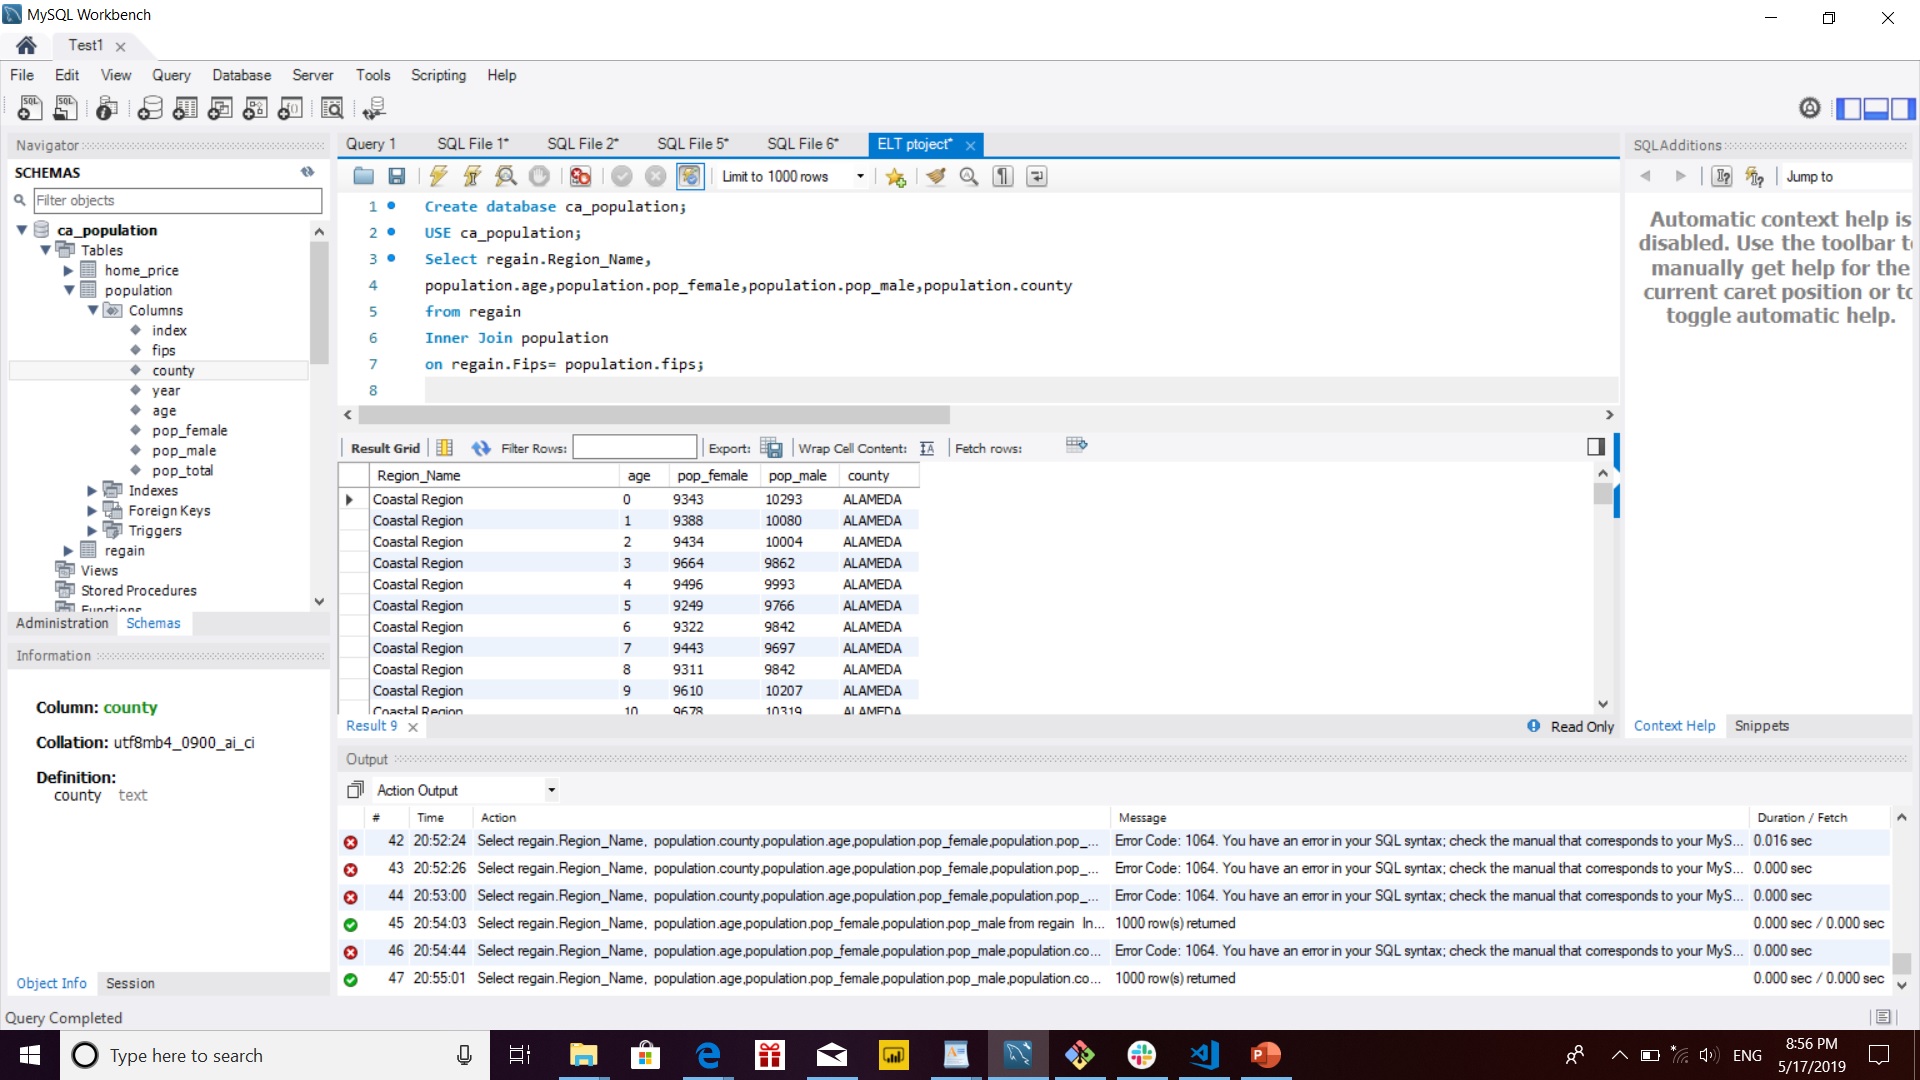 MySQL Workbench
Test1
File Edit View Query Database Server Tools Scripting Help
Navigator
SCHEMAS
Filter objects
ca_population
Tables
home_price
population
Columns
index
fips
county
year
age
pop_female
pop_male
pop_total
Indexes
Foreign Keys
Triggers
regain
Views
Stored Procedures
Functions
Administration Schemas
Information
Column: county
Collation: utf8mb4_0900_ai_ci
Definition:
county text
Object Info Session
Query Completed
Query 1 SQL File 1* SQL File 2* SQL File 5* SQL File 6* ELT ptoject*
Limit to 1000 rows
1 Create database ca_population;
2 USE ca_population;
3 Select regain.Region_Name,
4 population.age,population.pop_female,population.pop_male,population.county
5 from regain
6 Inner Join population
7 on regain.Fips= population.fips;
8
Result Grid Filter Rows: Export: Wrap Cell Content: Fetch rows:
Region_Name age pop_female pop_male county
Coastal Region 0 9343 10293 ALAMEDA
Coastal Region 1 9388 10080 ALAMEDA
Coastal Region 2 9434 10004 ALAMEDA
Coastal Region 3 9664 9862 ALAMEDA
Coastal Region 4 9496 9993 ALAMEDA
Coastal Region 5 9249 9766 ALAMEDA
Coastal Region 6 9322 9842 ALAMEDA
Coastal Region 7 9443 9697 ALAMEDA
Coastal Region 8 9311 9842 ALAMEDA
Coastal Region 9 9610 10207 ALAMEDA
Coastal Region 10 9678 10319 ALAMEDA
Result 9
Read Only
SQLAdditions
Jump to
Automatic context help is
disabled. Use the toolbar to
manually get help for the
current caret position or to
toggle automatic help.
Context Help Snippets
Output
Action Output
# Time Action Message Duration / Fetch
42 20:52:24 Select regain.Region_Name, population.county,population.age,population.pop_female,population.pop_... Error Code: 1064. You have an error in your SQL syntax; check the manual that corresponds to your MyS... 0.016 sec
43 20:52:26 Select regain.Region_Name, population.county,population.age,population.pop_female,population.pop_... Error Code: 1064. You have an error in your SQL syntax; check the manual that corresponds to your MyS... 0.000 sec
44 20:53:00 Select regain.Region_Name, population.county,population.age,population.pop_female,population.pop_... Error Code: 1064. You have an error in your SQL syntax; check the manual that corresponds to your MyS... 0.000 sec
45 20:54:03 Select regain.Region_Name, population.age,population.pop_female,population.pop_male from regain In... 1000 row(s) returned 0.000 sec / 0.000 sec
46 20:54:44 Select regain.Region_Name, population.age,population.pop_female,population.pop_male,population.co... Error Code: 1064. You have an error in your SQL syntax; check the manual that corresponds to your MyS... 0.000 sec
47 20:55:01 Select regain.Region_Name, population.age,population.pop_female,population.pop_male,population.co... 1000 row(s) returned 0.000 sec / 0.000 sec
Type here to search
ENG
8:56 PM
5/17/2019